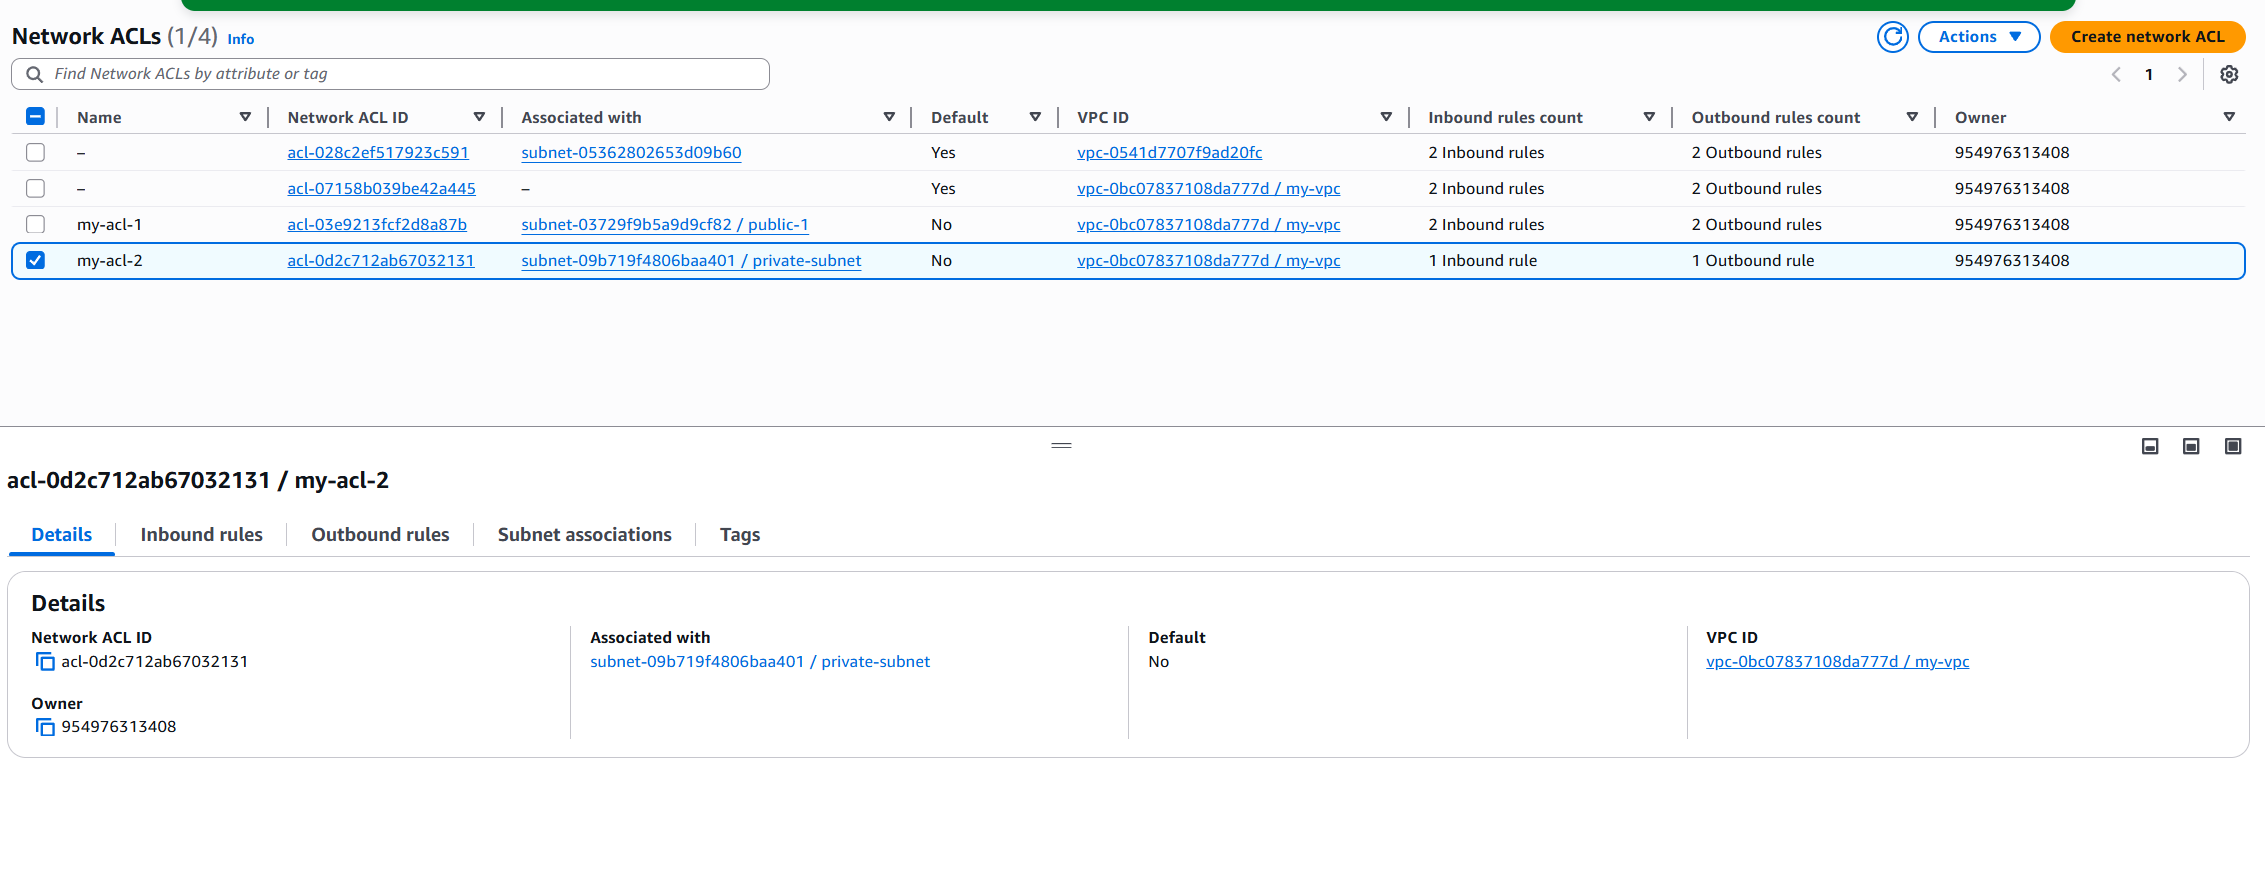 Network ACLs (1/4) Info
Actions
Create network ACL
Find Network ACLs by attribute or tag
1
Name Network ACL ID Associated with Default VPC ID Inbound rules count Outbound rules count Owner
– acl-028c2ef517923c591 subnet-05362802653d09b60 Yes vpc-0541d7707f9ad20fc 2 Inbound rules 2 Outbound rules 954976313408
– acl-07158b039be42a445 – Yes vpc-0bc07837108da777d / my-vpc 2 Inbound rules 2 Outbound rules 954976313408
my-acl-1 acl-03e9213fcf2d8a87b subnet-03729f9b5a9d9cf82 / public-1 No vpc-0bc07837108da777d / my-vpc 2 Inbound rules 2 Outbound rules 954976313408
my-acl-2 acl-0d2c712ab67032131 subnet-09b719f4806baa401 / private-subnet No vpc-0bc07837108da777d / my-vpc 1 Inbound rule 1 Outbound rule 954976313408
acl-0d2c712ab67032131 / my-acl-2
Details Inbound rules Outbound rules Subnet associations Tags
Details
Network ACL ID
acl-0d2c712ab67032131
Owner
954976313408
Associated with
subnet-09b719f4806baa401 / private-subnet
Default
No
VPC ID
vpc-0bc07837108da777d / my-vpc